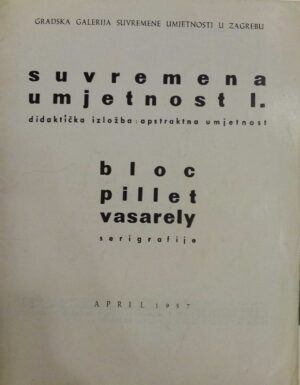 GRADSKA GALERIJA SUVREMENE UMJETNOSTI U ZAGREBU
suvremena
umjetnost I.
didaktička izložba: apstraktna umjetnost
bloc
pillet
vasarely
serigrafije
APRIL 1957